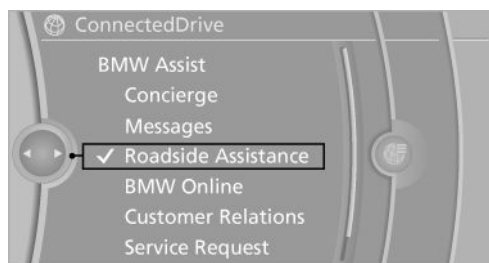 ConnectedDrive
BMW Assist
Concierge
Messages
Roadside Assistance
BMW Online
Customer Relations
Service Request